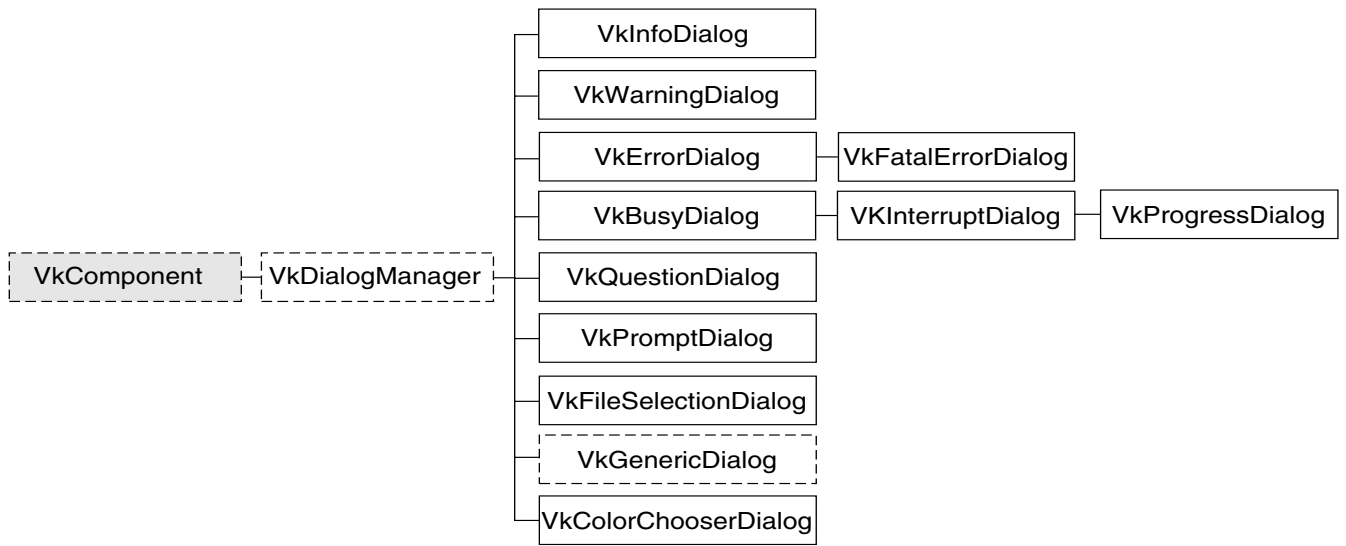 VkInfoDialog
VkWarningDialog
VkErrorDialog
VkFatalErrorDialog
VkBusyDialog
VKInterruptDialog
VkProgressDialog
VkComponent
VkDialogManager
VkQuestionDialog
VkPromptDialog
VkFileSelectionDialog
VkGenericDialog
VkColorChooserDialog